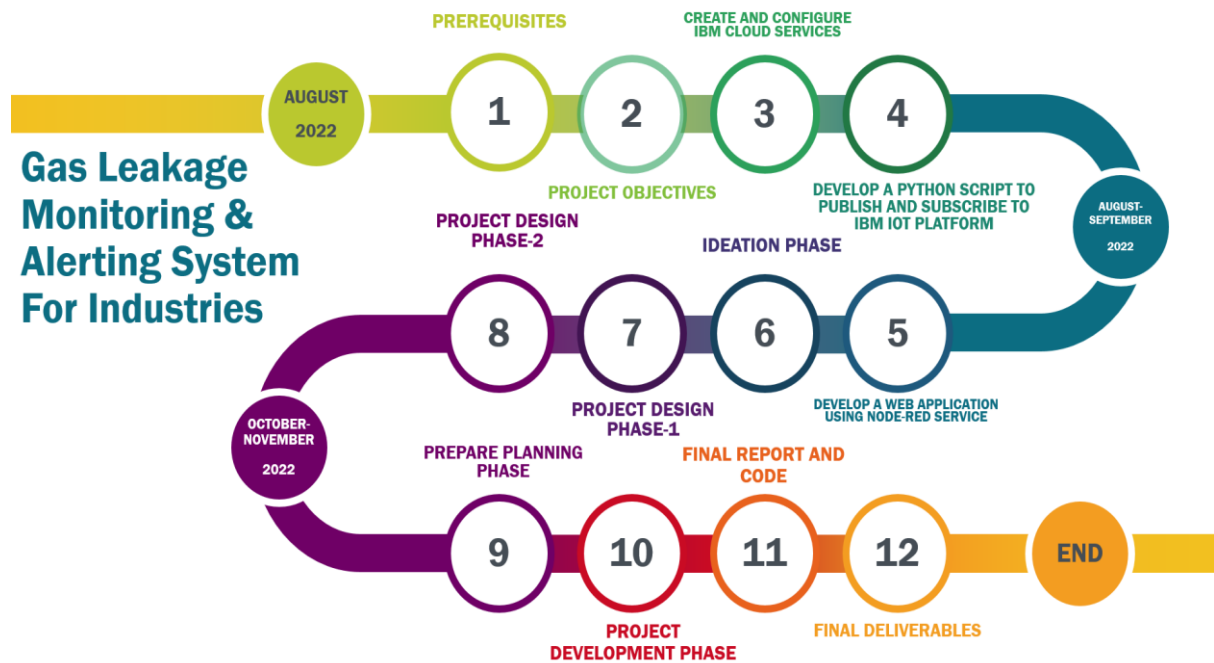 PREREQUISITES
CREATE AND CONFIGURE
IBM CLOUD SERVICES
AUGUST
2022
1
2
3
4
Gas Leakage
Monitoring &
Alerting System
For Industries
PROJECT OBJECTIVES
DEVELOP A PYTHON SCRIPT TO
PUBLISH AND SUBSCRIBE TO
IBM IOT PLATFORM
AUGUST-
SEPTEMBER
2022
PROJECT DESIGN
PHASE-2
IDEATION PHASE
8
7
6
5
PROJECT DESIGN
PHASE-1
DEVELOP A WEB APPLICATION
USING NODE-RED SERVICE
OCTOBER-
NOVEMBER
2022
PREPARE PLANNING
PHASE
FINAL REPORT AND
CODE
9
10
11
12
END
PROJECT
DEVELOPMENT PHASE
FINAL DELIVERABLES